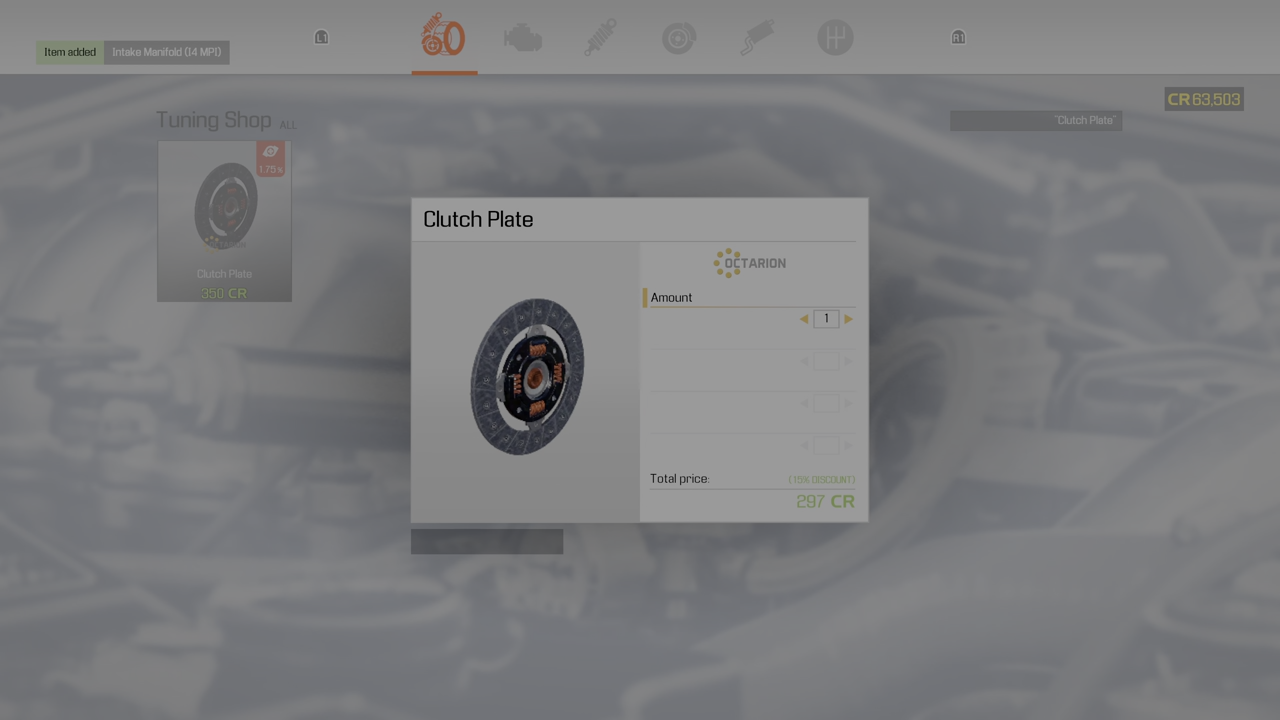 Item added Intake Manifold (I4 MPI)
L1
R1
CR 63,503
Tuning Shop ALL
"Clutch Plate"
1.75%
Clutch Plate
350 CR
Clutch Plate
OCTARION
Amount
1
Total price: (15% DISCOUNT)
297 CR